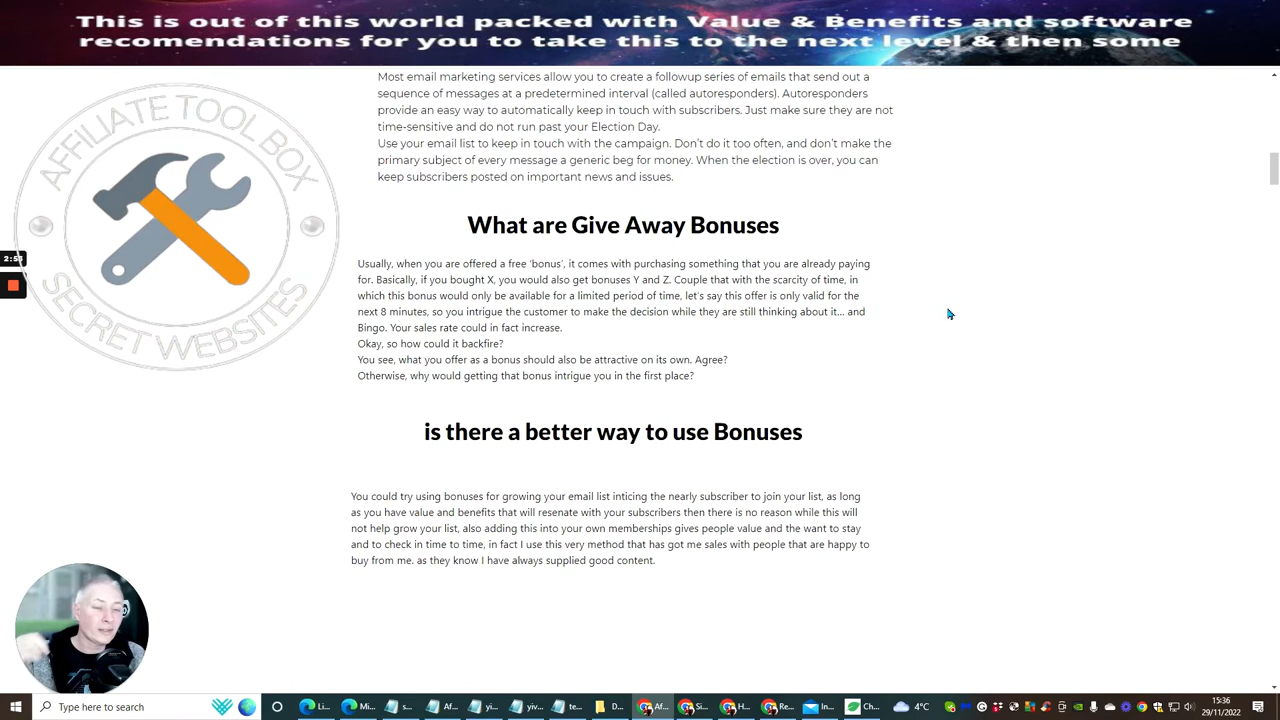 This is out of this world packed with Value & Benefits and software
recomendations for you to take this to the next level & then some
Most email marketing services allow you to create a followup series of emails that send out a
sequence of messages at a predetermined interval (called autoresponders). Autoresponders
provide an easy way to automatically keep in touch with subscribers. Just make sure they are not
time-sensitive and do not run past your Election Day.
Use your email list to keep in touch with the campaign. Don't do it too often, and don't make the
primary subject of every message a generic beg for money. When the election is over, you can
keep subscribers posted on important news and issues.
AFFILIATE TOOL BOX
SECRET WEBSITES
What are Give Away Bonuses
Usually, when you are offered a free 'bonus', it comes with purchasing something that you are already paying
for. Basically, if you bought X, you would also get bonuses Y and Z. Couple that with the scarcity of time, in
which this bonus would only be available for a limited period of time, let's say this offer is only valid for the
next 8 minutes, so you intrigue the customer to make the decision while they are still thinking about it... and
Bingo. Your sales rate could in fact increase.
Okay, so how could it backfire?
You see, what you offer as a bonus should also be attractive on its own. Agree?
Otherwise, why would getting that bonus intrigue you in the first place?
is there a better way to use Bonuses
You could try using bonuses for growing your email list inticing the nearly subscriber to join your list, as long
as you have value and benefits that will resenate with your subscribers then there is no reason while this will
not help grow your list, also adding this into your own memberships gives people value and the want to stay
and to check in time to time, in fact I use this very method that has got me sales with people that are happy to
buy from me. as they know I have always supplied good content.
Type here to search
Li...
Mi...
s...
Af...
yi...
yiv...
te...
D...
Af...
Si...
H...
Re...
In...
Ch...
4°C
15:36
29/11/2022